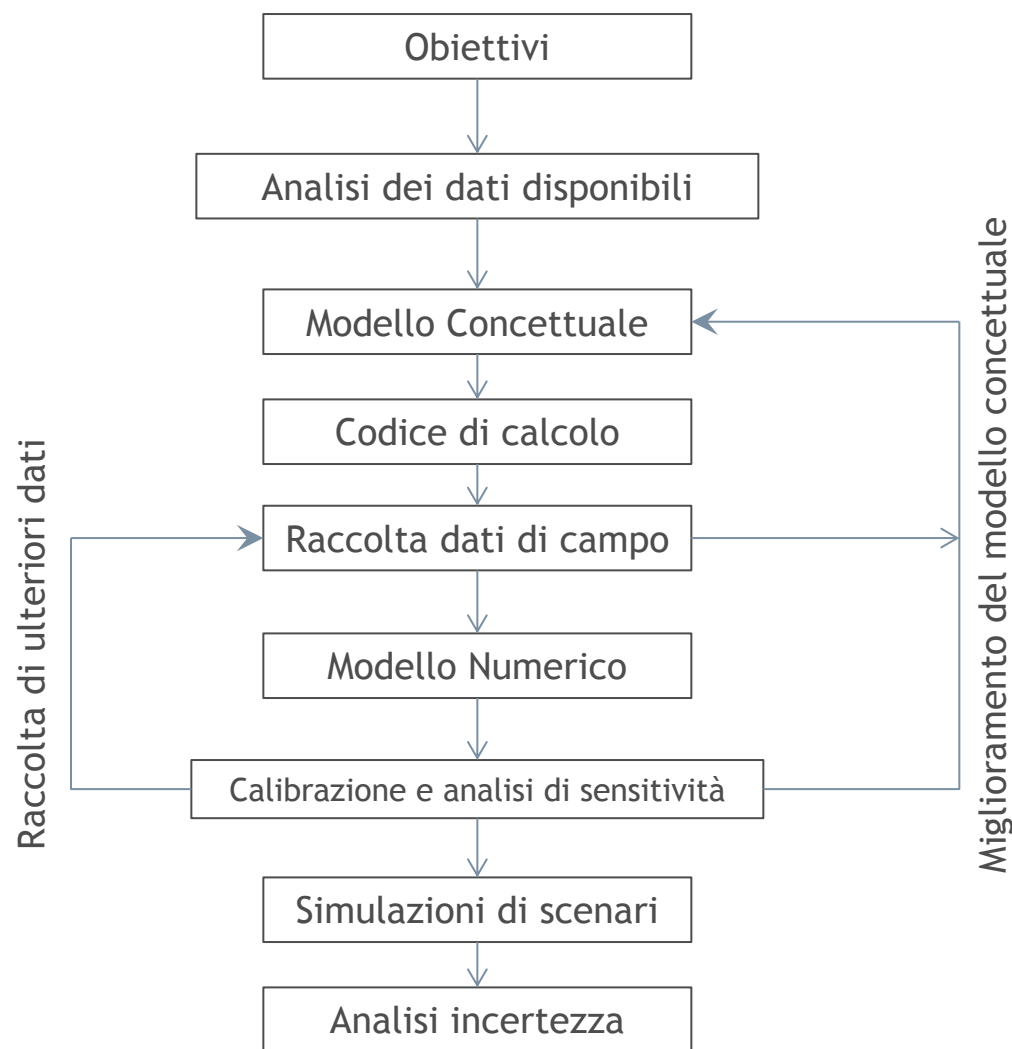 Obiettivi
Analisi dei dati disponibili
Modello Concettuale
Codice di calcolo
Raccolta dati di campo
Modello Numerico
Calibrazione e analisi di sensitività
Simulazioni di scenari
Analisi incertezza
Raccolta di ulteriori dati
Miglioramento del modello concettuale